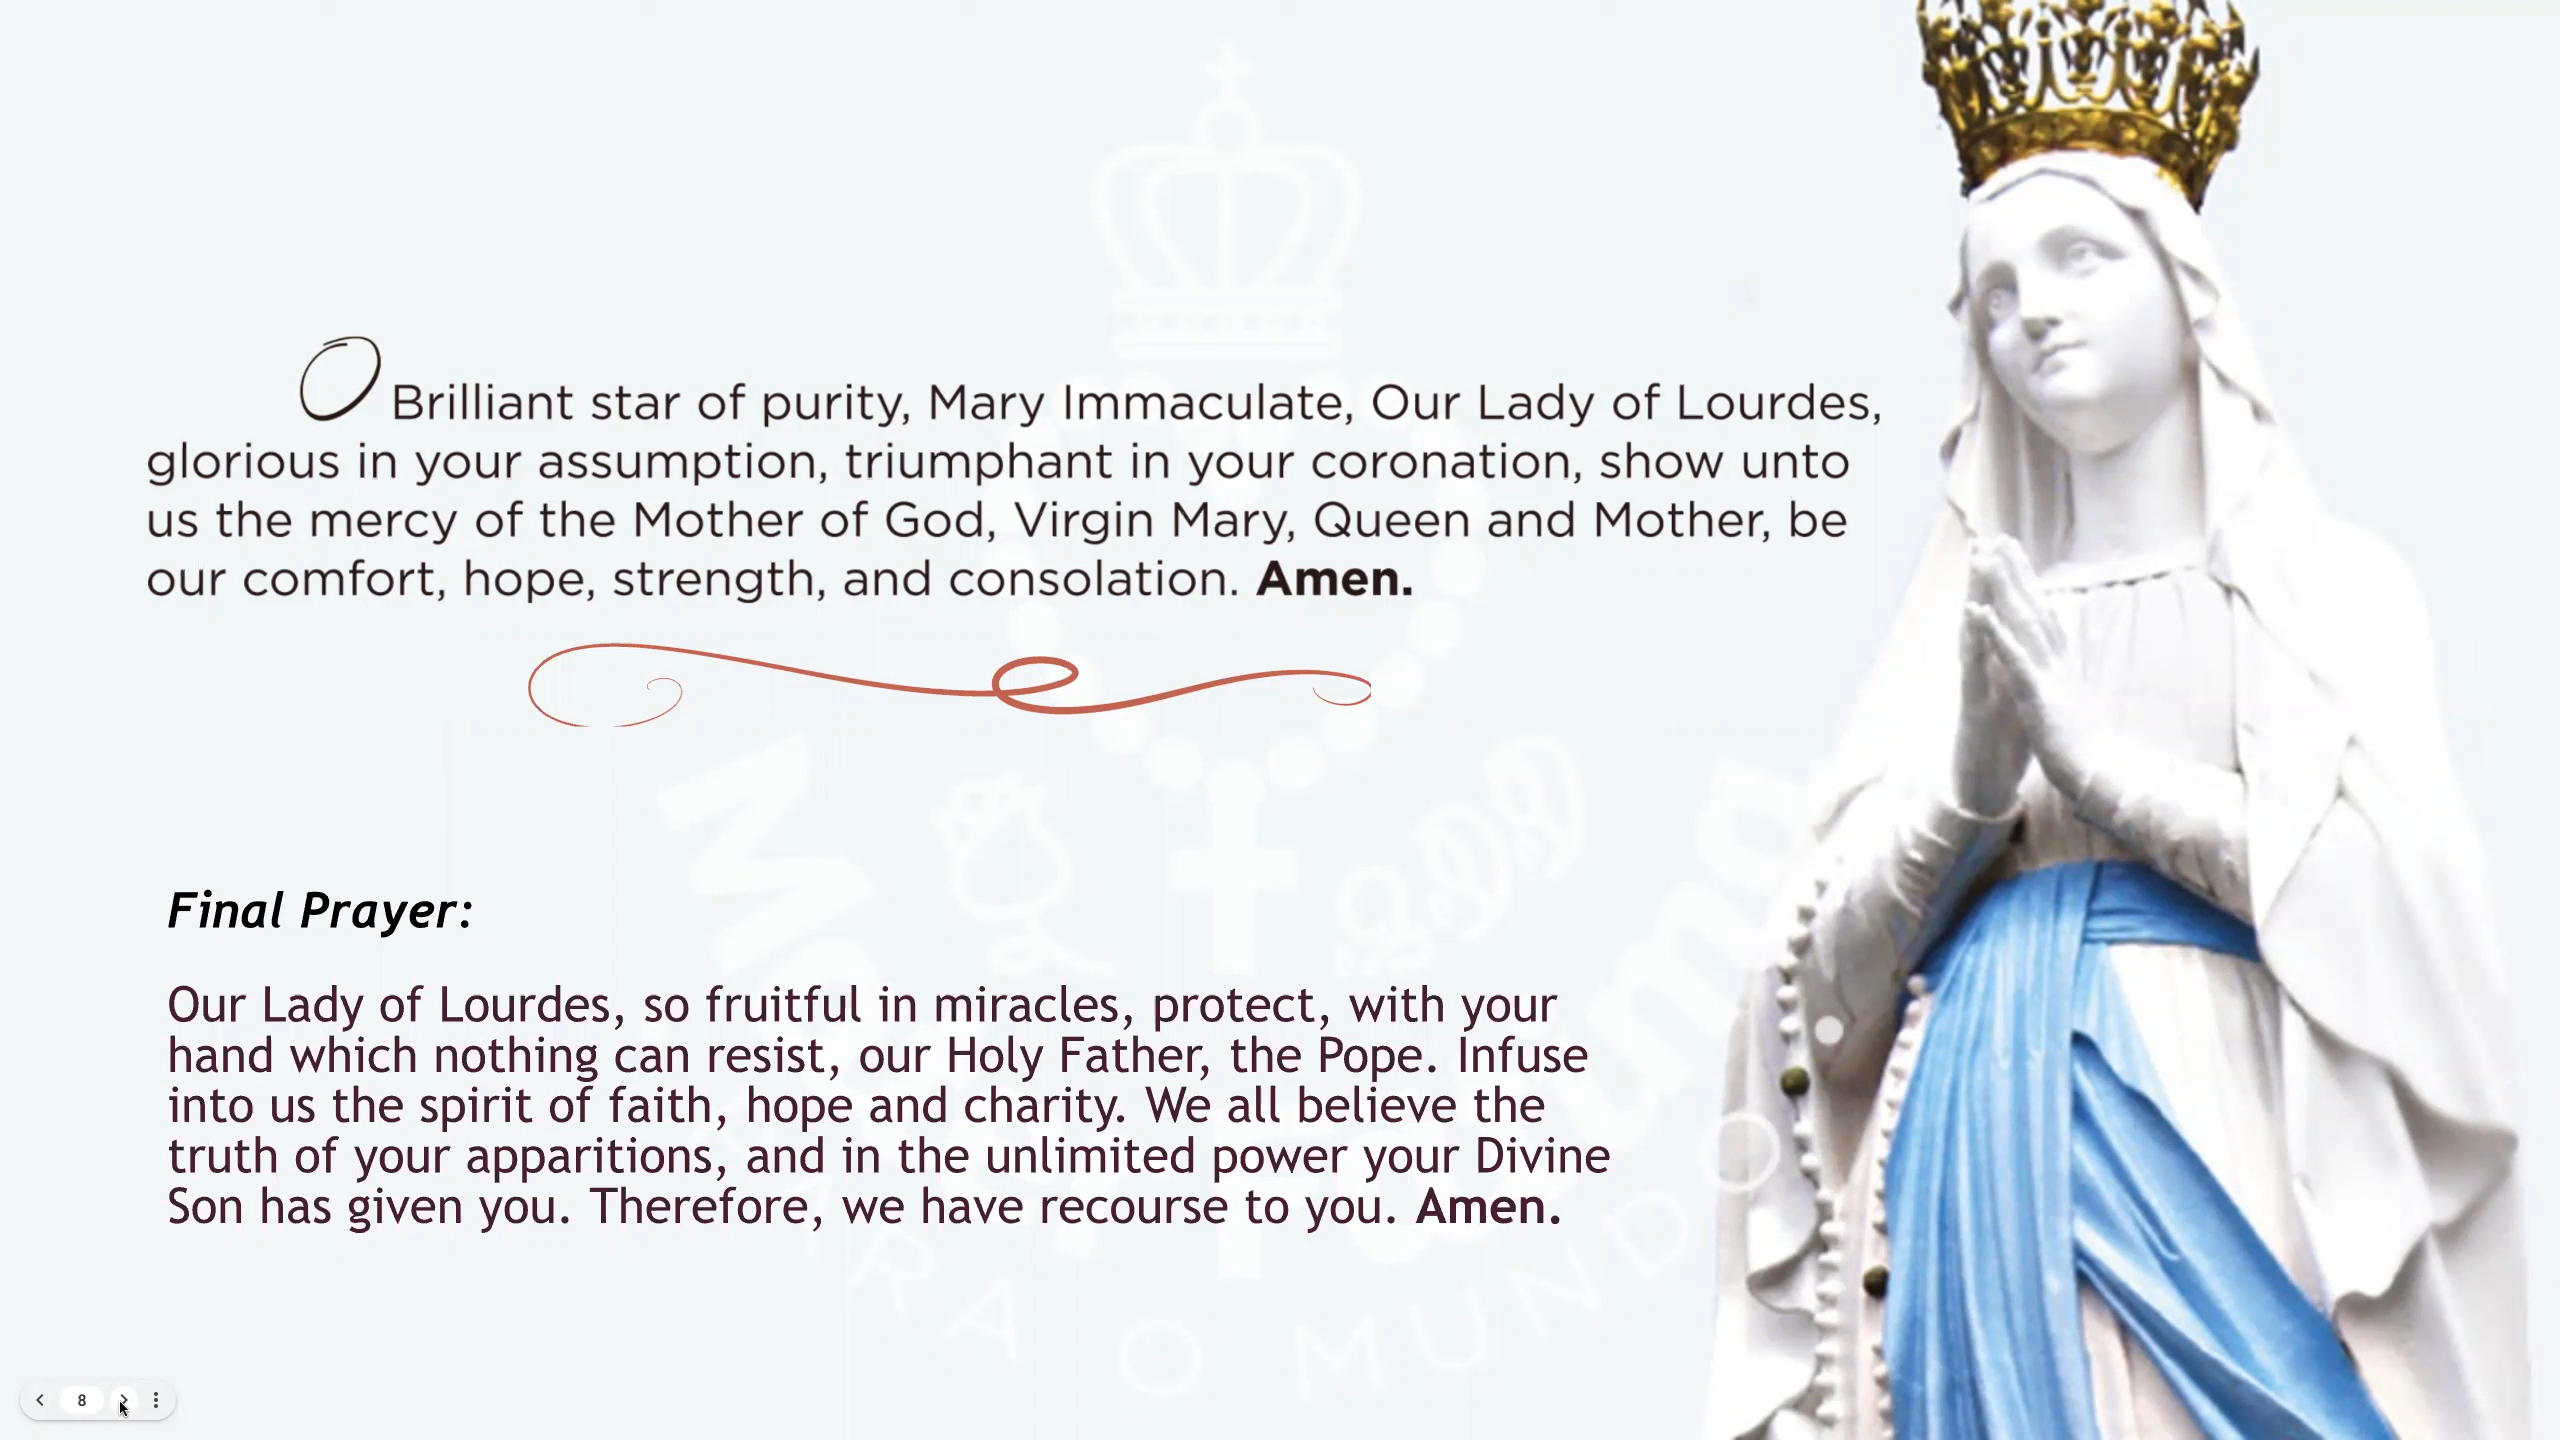 O Brilliant star of purity, Mary Immaculate, Our Lady of Lourdes,
glorious in your assumption, triumphant in your coronation, show unto
us the mercy of the Mother of God, Virgin Mary, Queen and Mother, be
our comfort, hope, strength, and consolation. Amen.
Final Prayer:
Our Lady of Lourdes, so fruitful in miracles, protect, with your
hand which nothing can resist, our Holy Father, the Pope. Infuse
into us the spirit of faith, hope and charity. We all believe the
truth of your apparitions, and in the unlimited power your Divine
Son has given you. Therefore, we have recourse to you. Amen.
ARA O MUNDO
8